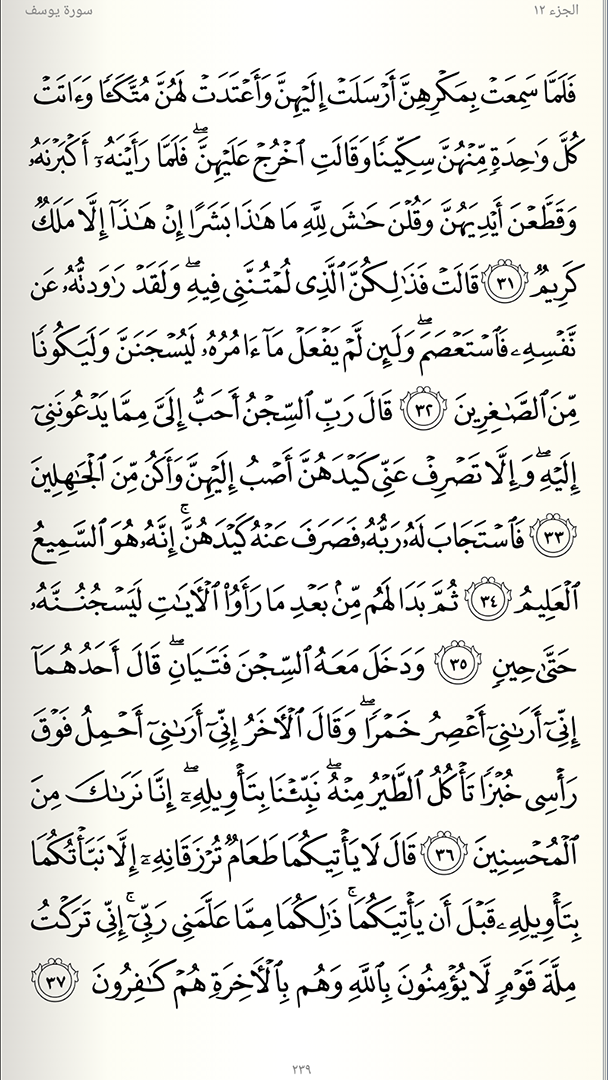 الجزء ١٢
سورة يوسف
فَلَمَّا سَمِعَتْ بِمَكْرِهِنَّ أَرْسَلَتْ إِلَيْهِنَّ وَأَعْتَدَتْ لَهُنَّ مُتَّكَـًٔا وَءَاتَتْ
كُلَّ وَٰحِدَةٍ مِّنْهُنَّ سِكِّينًا وَقَالَتِ ٱخْرُجْ عَلَيْهِنَّ ۖ فَلَمَّا رَأَيْنَهُۥٓ أَكْبَرْنَهُۥ
وَقَطَّعْنَ أَيْدِيَهُنَّ وَقُلْنَ حَـٰشَ لِلَّهِ مَا هَـٰذَا بَشَرًا إِنْ هَـٰذَآ إِلَّا مَلَكٌ
كَرِيمٌ ٣١ قَالَتْ فَذَٰلِكُنَّ ٱلَّذِى لُمْتُنَّنِى فِيهِ ۖ وَلَقَدْ رَٰوَدتُّهُۥ عَن
نَّفْسِهِۦ فَٱسْتَعْصَمَ ۖ وَلَئِن لَّمْ يَفْعَلْ مَآ ءَامُرُهُۥ لَيُسْجَنَنَّ وَلَيَكُونًا
مِّنَ ٱلصَّـٰغِرِينَ ٣٢ قَالَ رَبِّ ٱلسِّجْنُ أَحَبُّ إِلَىَّ مِمَّا يَدْعُونَنِىٓ
إِلَيْهِ ۖ وَإِلَّا تَصْرِفْ عَنِّى كَيْدَهُنَّ أَصْبُ إِلَيْهِنَّ وَأَكُن مِّنَ ٱلْجَـٰهِلِينَ
٣٣ فَٱسْتَجَابَ لَهُۥ رَبُّهُۥ فَصَرَفَ عَنْهُ كَيْدَهُنَّ ۚ إِنَّهُۥ هُوَ ٱلسَّمِيعُ
ٱلْعَلِيمُ ٣٤ ثُمَّ بَدَا لَهُم مِّنۢ بَعْدِ مَا رَأَوُا۟ ٱلْـَٔايَـٰتِ لَيَسْجُنُنَّهُۥ
حَتَّىٰ حِينٍ ٣٥ وَدَخَلَ مَعَهُ ٱلسِّجْنَ فَتَيَانِ ۖ قَالَ أَحَدُهُمَآ
إِنِّىٓ أَرَىٰنِىٓ أَعْصِرُ خَمْرًا ۖ وَقَالَ ٱلْـَٔاخَرُ إِنِّىٓ أَرَىٰنِىٓ أَحْمِلُ فَوْقَ
رَأْسِى خُبْزًا تَأْكُلُ ٱلطَّيْرُ مِنْهُ ۖ نَبِّئْنَا بِتَأْوِيلِهِۦٓ ۖ إِنَّا نَرَىٰكَ مِنَ
ٱلْمُحْسِنِينَ ٣٦ قَالَ لَا يَأْتِيكُمَا طَعَامٌ تُرْزَقَانِهِۦٓ إِلَّا نَبَّأْتُكُمَا
بِتَأْوِيلِهِۦ قَبْلَ أَن يَأْتِيَكُمَا ۚ ذَٰلِكُمَا مِمَّا عَلَّمَنِى رَبِّىٓ ۚ إِنِّى تَرَكْتُ
مِلَّةَ قَوْمٍ لَّا يُؤْمِنُونَ بِٱللَّهِ وَهُم بِٱلْـَٔاخِرَةِ هُمْ كَـٰفِرُونَ ٣٧
٢٣٩